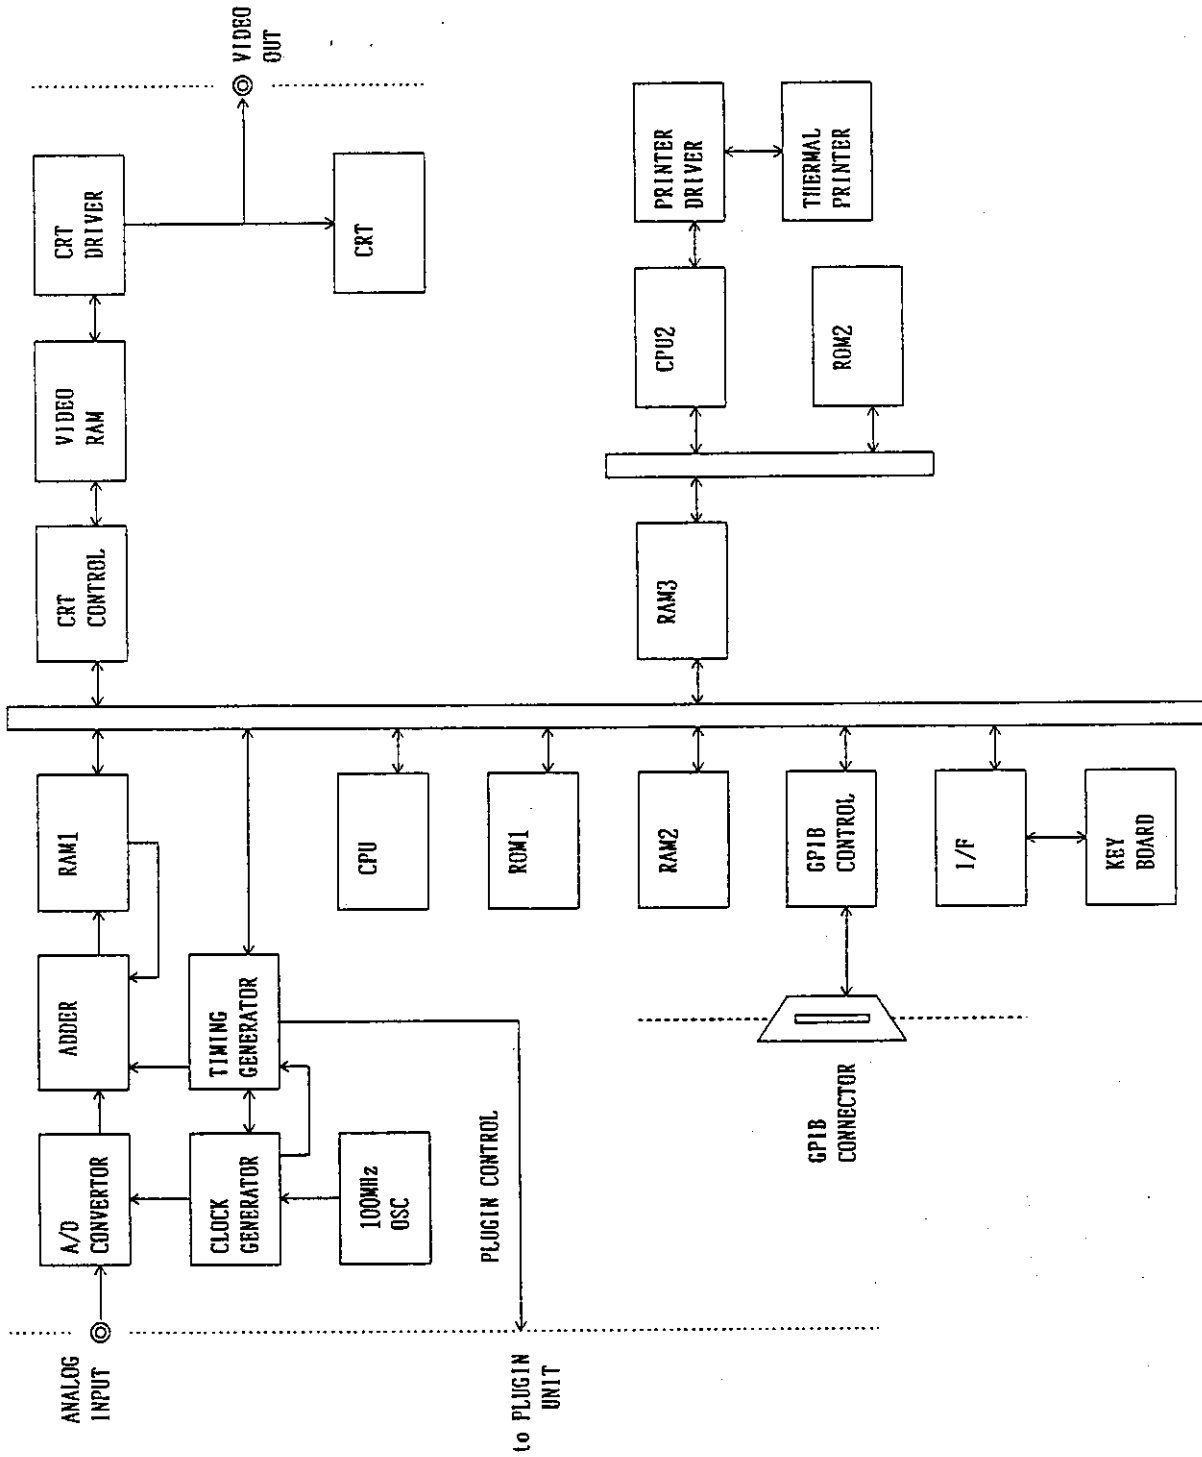 ANALOG
INPUT
A/D
CONVERTOR
ADDER
RAM1
CRT
CONTROL
VIDEO
RAM
CRT
DRIVER
VIDEO
OUT
CLOCK
GENERATOR
TIMING
GENERATOR
100MHz
OSC
CPU
CRT
PLUGIN CONTROL
to PLUGIN
UNIT
ROM1
RAM2
RAM3
CPU2
PRINTER
DRIVER
GPIB
CONNECTOR
GPIB
CONTROL
ROM2
THERMAL
PRINTER
I/F
KEY
BOARD